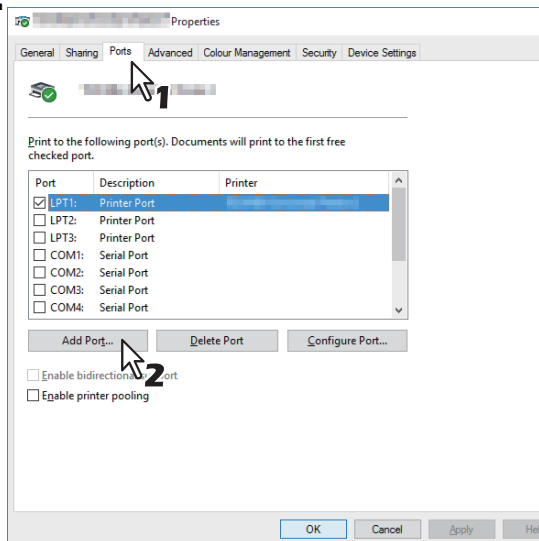 Properties
General Sharing Ports Advanced Colour Management Security Device Settings
1
Print to the following port(s). Documents will print to the first free
checked port.
Port Description Printer
LPT1: Printer Port
LPT2: Printer Port
LPT3: Printer Port
COM1: Serial Port
COM2: Serial Port
COM3: Serial Port
COM4: Serial Port
Add Port... Delete Port Configure Port...
2
Enable bidirectional support
Enable printer pooling
OK Cancel Apply Hel